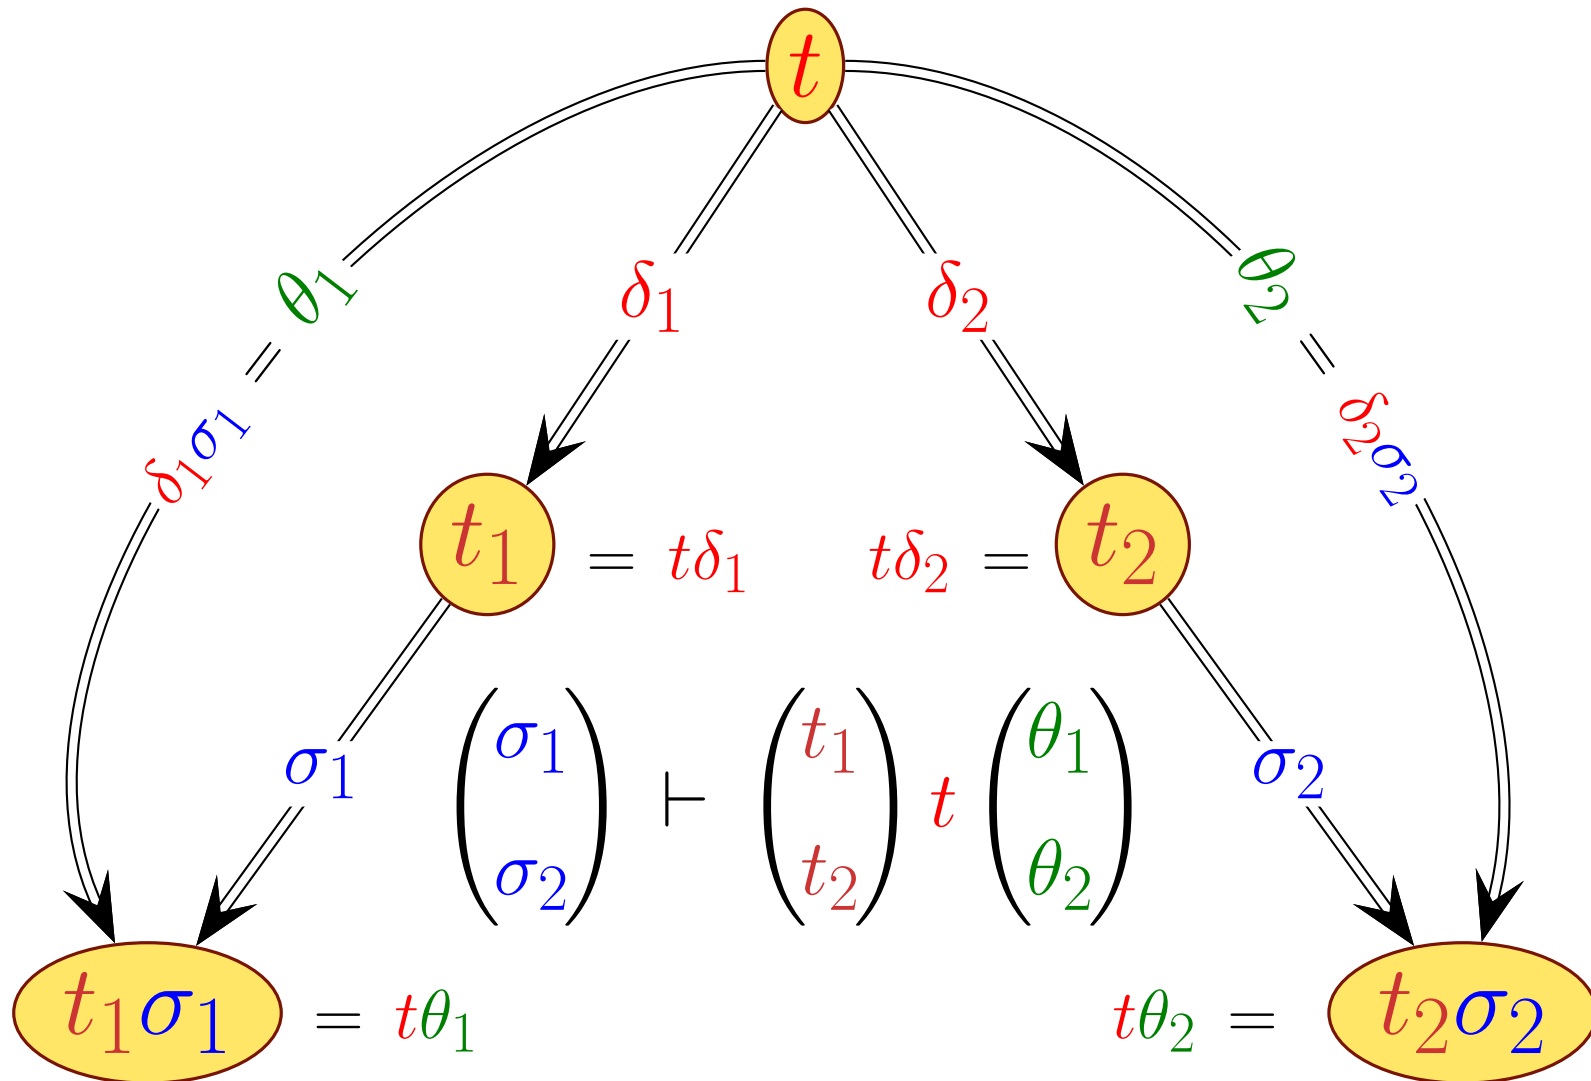 t
θ₁ = δ₁σ₁
δ₁
δ₂
θ₂ = δ₂σ₂
t₁ = tδ₁
tδ₂ = t₂
σ₁
(σ₁ σ₂) ⊢ (t₁ t₂) t (θ₁ θ₂)
σ₂
t₁σ₁ = tθ₁
tθ₂ = t₂σ₂